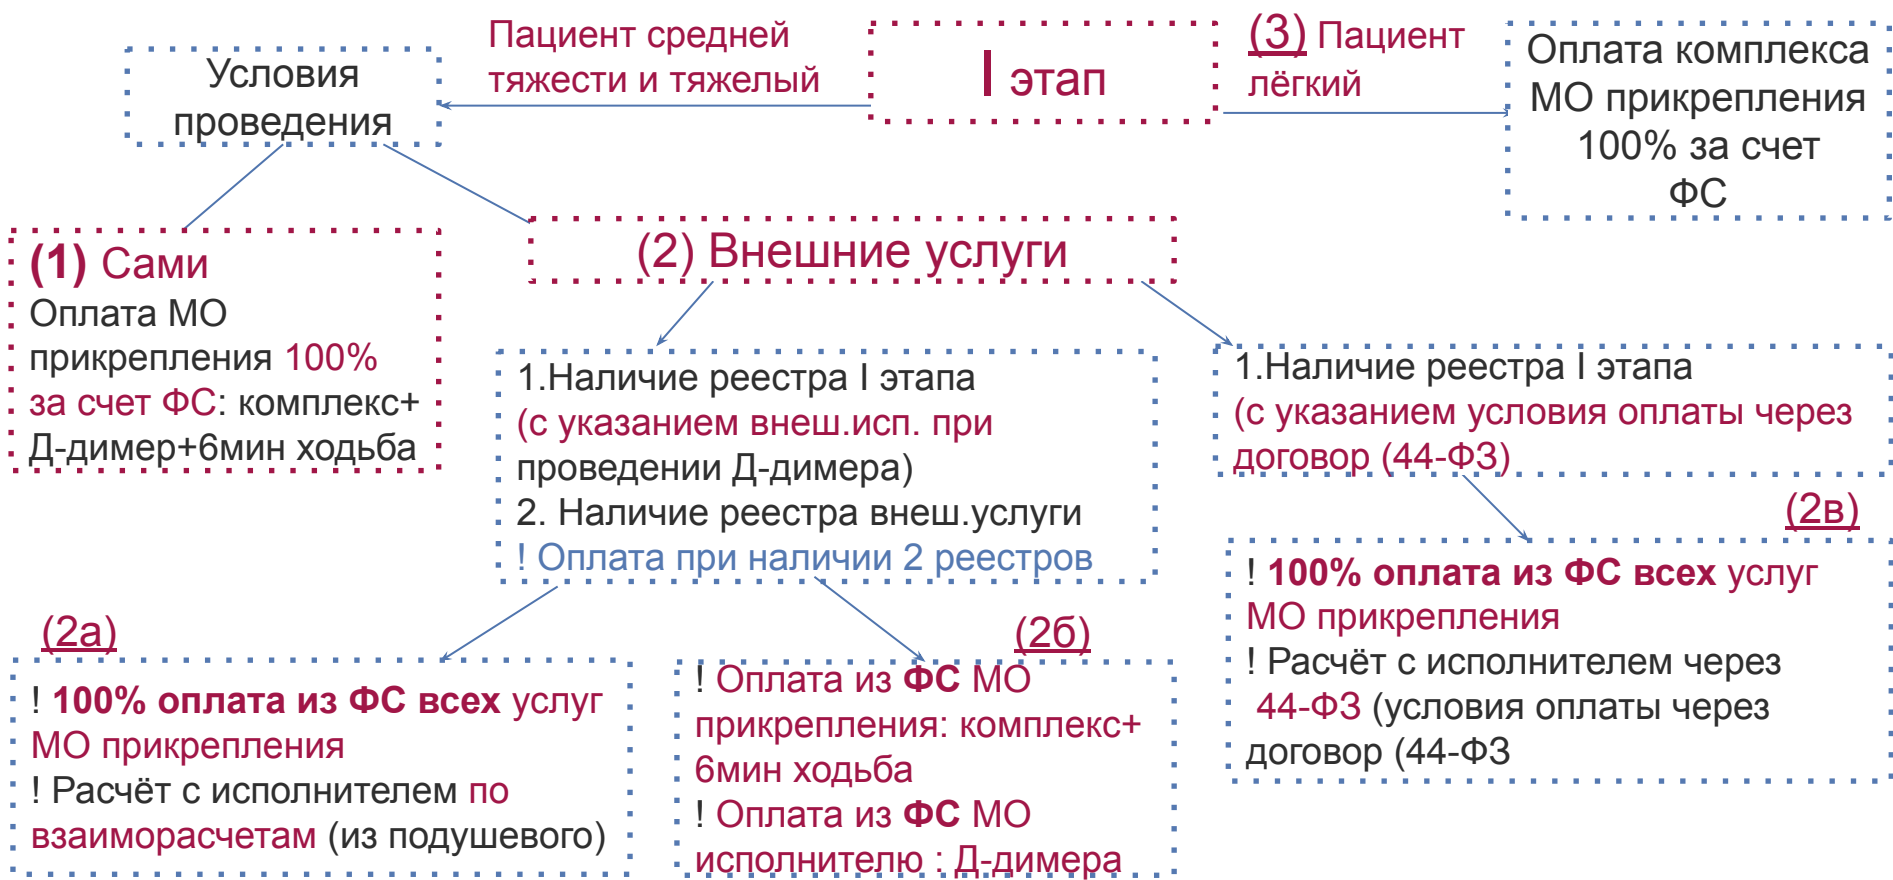 Условия
проведения
Пациент средней
тяжести и тяжелый
I этап
(3) Пациент
лёгкий
Оплата комплекса
МО прикрепления
100% за счет
ФС
(1) Сами
Оплата МО
прикрепления 100%
за счет ФС: комплекс+
Д-димер+6мин ходьба
(2) Внешние услуги
1.Наличие реестра I этапа
(с указанием внеш.исп. при
проведении Д-димера)
2. Наличие реестра внеш.услуги
! Оплата при наличии 2 реестров
1.Наличие реестра I этапа
(с указанием условия оплаты через
договор (44-ФЗ)
(2а)
! 100% оплата из ФС всех услуг
МО прикрепления
! Расчёт с исполнителем по
взаиморасчетам (из подушевого)
(2б)
! Оплата из ФС МО
прикрепления: комплекс+
6мин ходьба
! Оплата из ФС МО
исполнителю : Д-димера
(2в)
! 100% оплата из ФС всех услуг
МО прикрепления
! Расчёт с исполнителем через
44-ФЗ (условия оплаты через
договор (44-ФЗ